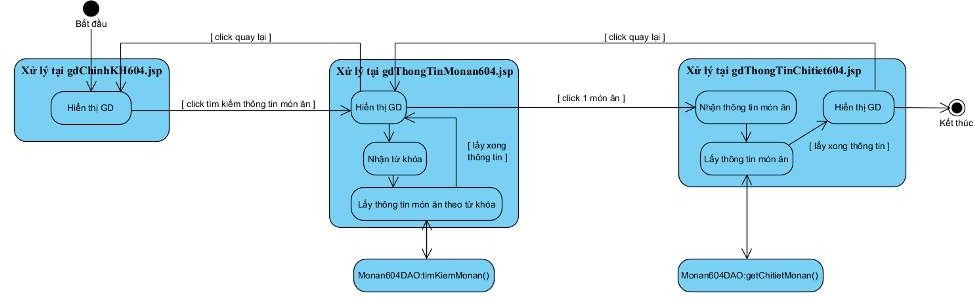 Bắt đầu
[ click quay lại ]
[ click quay lại ]
Xử lý tại gdChinhKH604.jsp
Hiển thị GD
[ click tìm kiếm thông tin món ăn ]
Xử lý tại gdThongTinMonan604.jsp
Hiển thị GD
[ click 1 món ăn ]
Nhận từ khóa
[ lấy xong
thông tin ]
Lấy thông tin món ăn theo từ khóa
Monan604DAO:timKiemMonan()
Xử lý tại gdThongTinChitiet604.jsp
Nhận thông tin món ăn
Hiển thị GD
Lấy thông tin món ăn
[ lấy xong thông tin ]
Kết thúc
Monan604DAO:getChitietMonan()